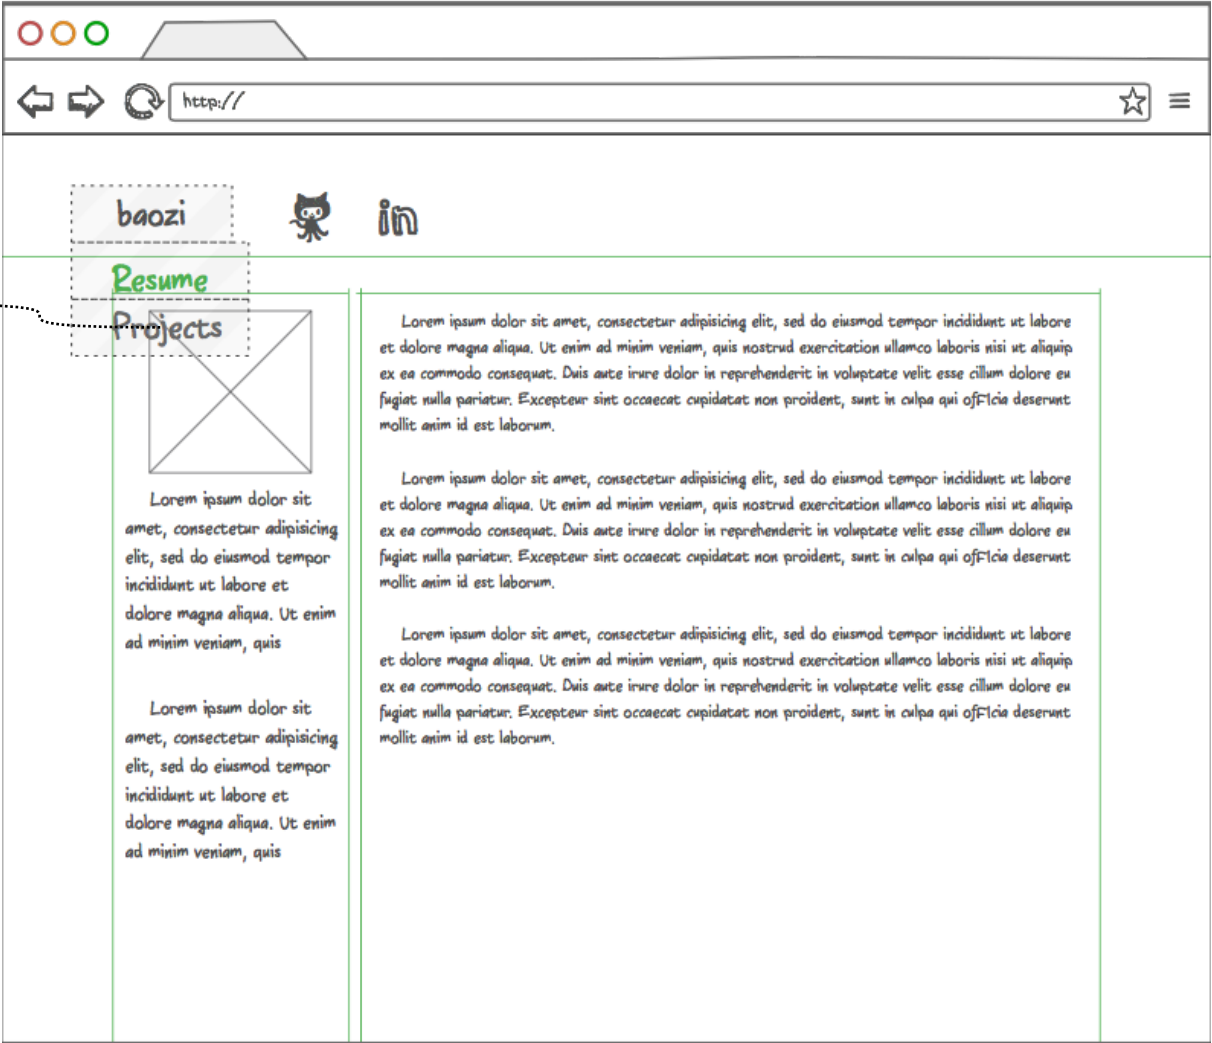 http://
baozi
in
Resume
Projects
Lorem ipsum dolor sit
amet, consectetur adipisicing
elit, sed do eiusmod tempor
incididunt ut labore et
dolore magna aliqua. Ut enim
ad minim veniam, quis
Lorem ipsum dolor sit
amet, consectetur adipisicing
elit, sed do eiusmod tempor
incididunt ut labore et
dolore magna aliqua. Ut enim
ad minim veniam, quis
Lorem ipsum dolor sit amet, consectetur adipisicing elit, sed do eiusmod tempor incididunt ut labore
et dolore magna aliqua. Ut enim ad minim veniam, quis nostrud exercitation ullamco laboris nisi ut aliquip
ex ea commodo consequat. Duis aute irure dolor in reprehenderit in voluptate velit esse cillum dolore eu
fugiat nulla pariatur. Excepteur sint occaecat cupidatat non proident, sunt in culpa qui ofF1cia deserunt
mollit anim id est laborum.
Lorem ipsum dolor sit amet, consectetur adipisicing elit, sed do eiusmod tempor incididunt ut labore
et dolore magna aliqua. Ut enim ad minim veniam, quis nostrud exercitation ullamco laboris nisi ut aliquip
ex ea commodo consequat. Duis aute irure dolor in reprehenderit in voluptate velit esse cillum dolore eu
fugiat nulla pariatur. Excepteur sint occaecat cupidatat non proident, sunt in culpa qui ofF1cia deserunt
mollit anim id est laborum.
Lorem ipsum dolor sit amet, consectetur adipisicing elit, sed do eiusmod tempor incididunt ut labore
et dolore magna aliqua. Ut enim ad minim veniam, quis nostrud exercitation ullamco laboris nisi ut aliquip
ex ea commodo consequat. Duis aute irure dolor in reprehenderit in voluptate velit esse cillum dolore eu
fugiat nulla pariatur. Excepteur sint occaecat cupidatat non proident, sunt in culpa qui ofF1cia deserunt
mollit anim id est laborum.